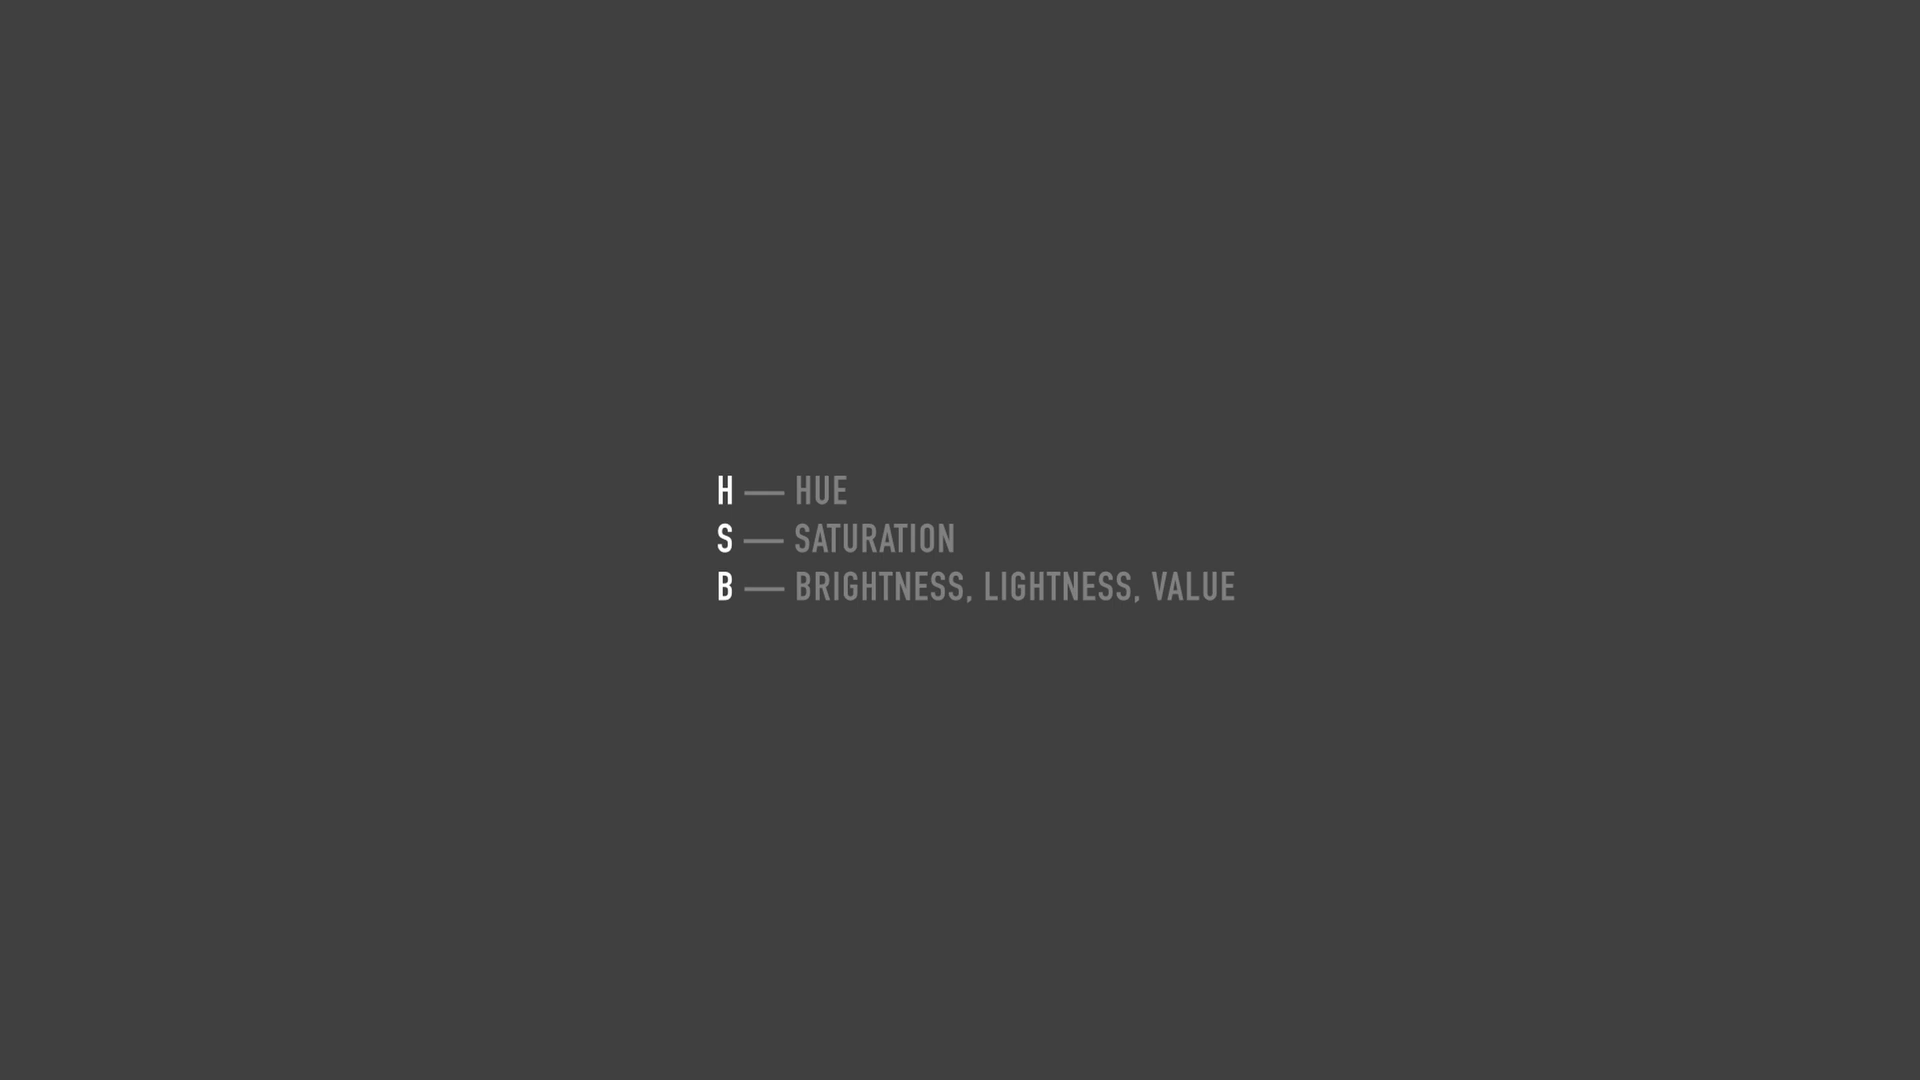 H — HUE
S — SATURATION
B — BRIGHTNESS, LIGHTNESS, VALUE